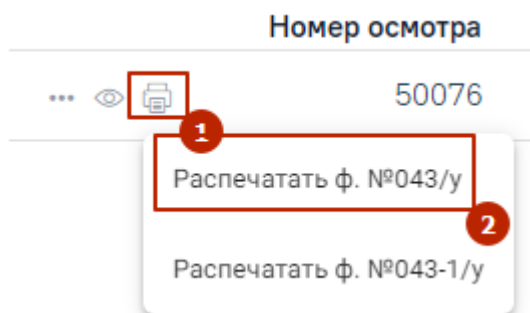 Номер осмотра
50076
1
Распечатать ф. №043/у
2
Распечатать ф. №043-1/у